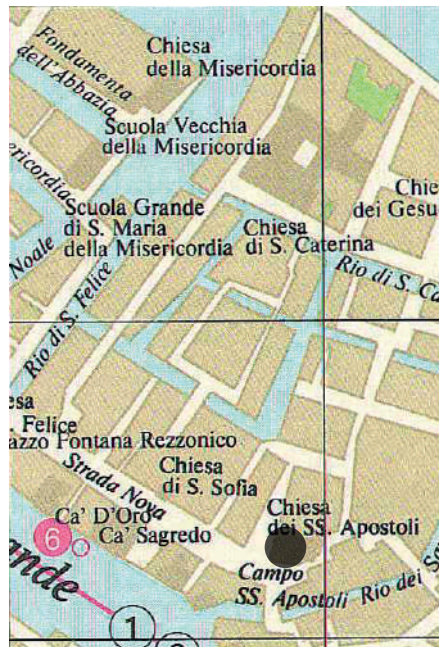 Fondamenta
dell'Abbazia
Chiesa
della Misericordia
Scuola Vecchia
della Misericordia
ericordia
Scuola Grande
di S. Maria
della Misericordia
Chiesa
di S. Caterina
Chie
dei Gesu
Noale
Rio di S. Felice
Rio di S. Ca
esa
. Felice
azzo Fontana Rezzonico
Strada Nova
Chiesa
di S. Sofia
Ca' D'Oro
Ca' Sagredo
6
Chiesa
dei SS. Apostoli
ande
Campo
SS. Apostoli
Rio dei
1